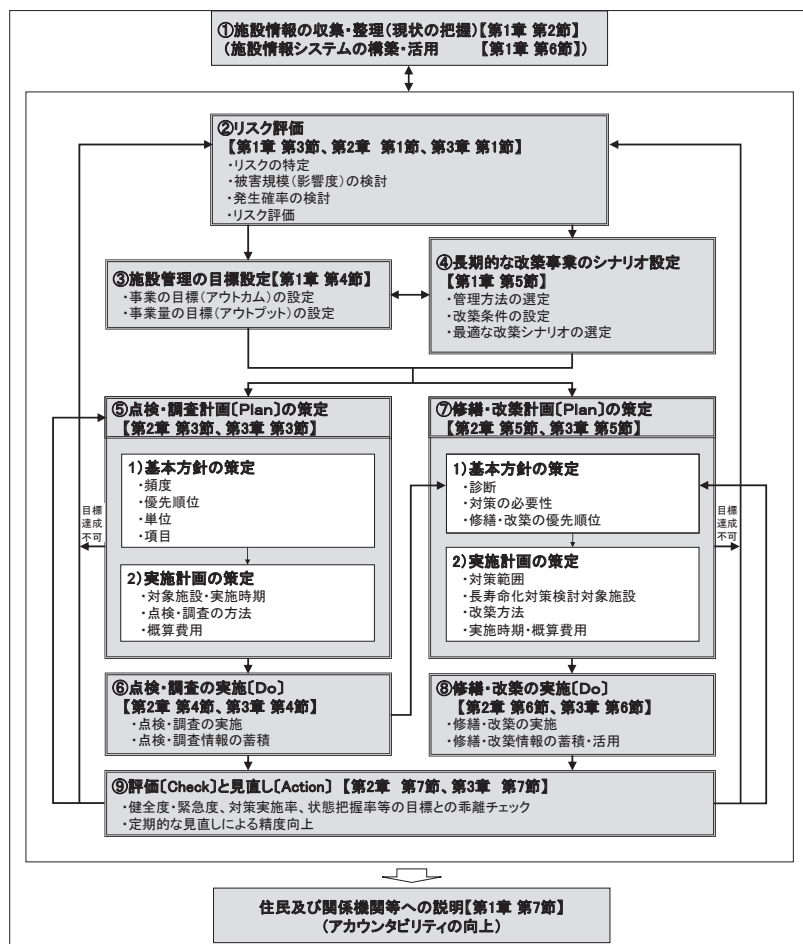 ①施設情報の収集・整理(現状の把握)【第1章 第2節】
(施設情報システムの構築・活用 【第1章 第6節】)
②リスク評価
【第1章 第3節、第2章 第1節、第3章 第1節】
・リスクの特定
・被害規模(影響度)の検討
・発生確率の検討
・リスク評価
③施設管理の目標設定【第1章 第4節】
・事業の目標(アウトカム)の設定
・事業量の目標(アウトプット)の設定
④長期的な改築事業のシナリオ設定
【第1章 第5節】
・管理方法の選定
・改築条件の設定
・最適な改築シナリオの選定
⑤点検・調査計画〔Plan〕の策定
【第2章 第3節、第3章 第3節】
1)基本方針の策定
・頻度
・優先順位
・単位
・項目
2)実施計画の策定
・対象施設・実施時期
・点検・調査の方法
・概算費用
目標
達成
不可
⑦修繕・改築計画〔Plan〕の策定
【第2章 第5節、第3章 第5節】
1)基本方針の策定
・診断
・対策の必要性
・修繕・改築の優先順位
2)実施計画の策定
・対策範囲
・長寿命化対策検討対象施設
・改築方法
・実施時期・概算費用
目標
達成
不可
⑥点検・調査の実施〔Do〕
【第2章 第4節、第3章 第4節】
・点検・調査の実施
・点検・調査情報の蓄積
⑧修繕・改築の実施〔Do〕
【第2章 第6節、第3章 第6節】
・修繕・改築の実施
・修繕・改築情報の蓄積・活用
⑨評価〔Check〕と見直し〔Action〕 【第2章 第7節、第3章 第7節】
・健全度・緊急度、対策実施率、状態把握率等の目標との乖離チェック
・定期的な見直しによる精度向上
住民及び関係機関等への説明【第1章 第7節】
(アカウンタビリティの向上)